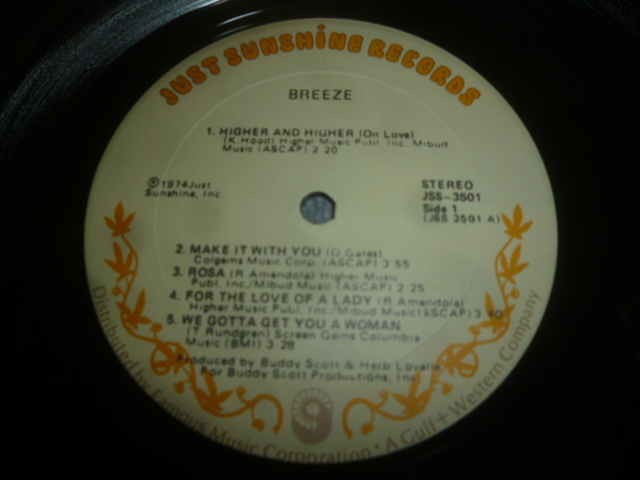 JUST SUNSHINE RECORDS
BREEZE
1. HIGHER AND HIGHER (On Love)
(K. Hood) Higher Music Publ. Inc. Mibud
Music (ASCAP) 2 20
℗1974 Just
Sunshine, Inc.
STEREO
JSS-3501
Side 1
(JSS 3501 A)
2. MAKE IT WITH YOU (D Gates)
Colgems Music Corp. (ASCAP) 3 55
3. ROSA (R Amendola) Higher Music
Publ. Inc./Mibud Music (ASCAP) 2 25
4. FOR THE LOVE OF A LADY (R Amendola)
Higher Music Publ. Inc/Mibud Music (ASCAP) 3
5. WE GOTTA GET YOU A WOMAN
(T Rundgren) Screen Gems Columbia
Music (BMI) 3.28
Produced by Buddy Scott & Herb Lovelle
For Buddy Scott Productions, Inc
Distributed by Famous Music Corporation • A Gulf+Western Company